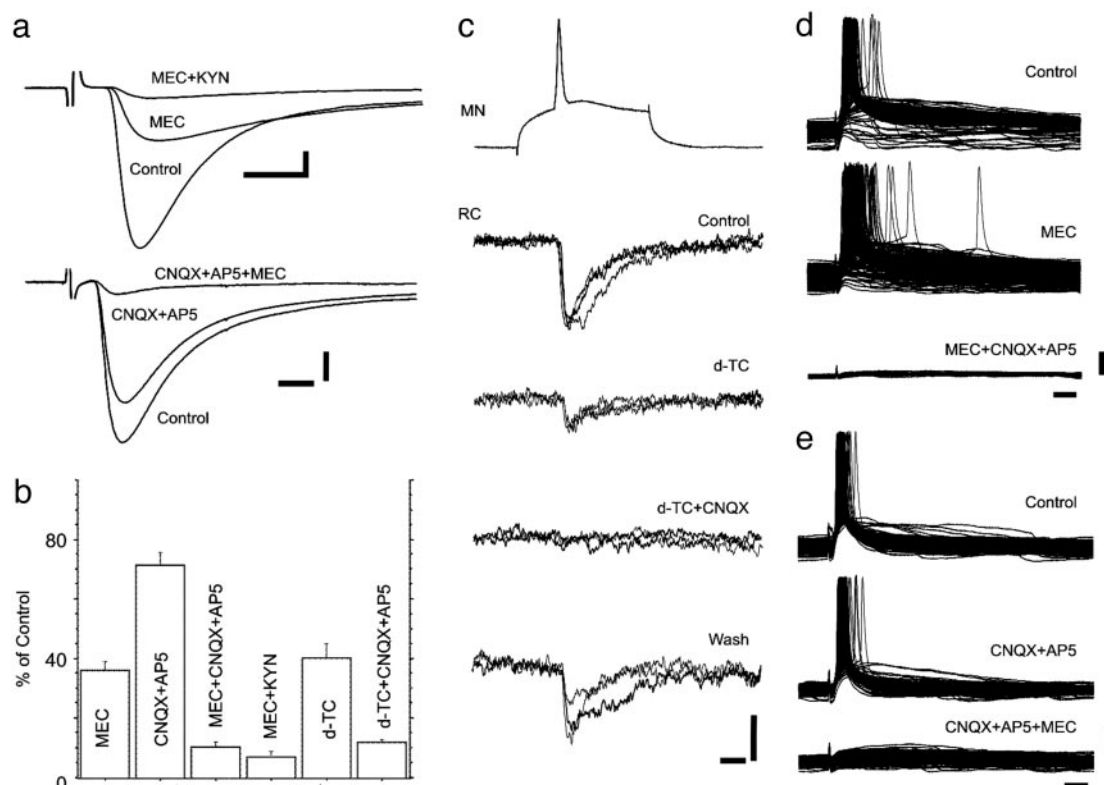 a
MEC+KYN
MEC
Control
CNQX+AP5+MEC
CNQX+AP5
Control
b
% of Control
80
40
0
MEC
CNQX+AP5
MEC+CNQX+AP5
MEC+KYN
d-TC
d-TC+CNQX+AP5
c
MN
RC
Control
d-TC
d-TC+CNQX
Wash
d
Control
MEC
MEC+CNQX+AP5
e
Control
CNQX+AP5
CNQX+AP5+MEC